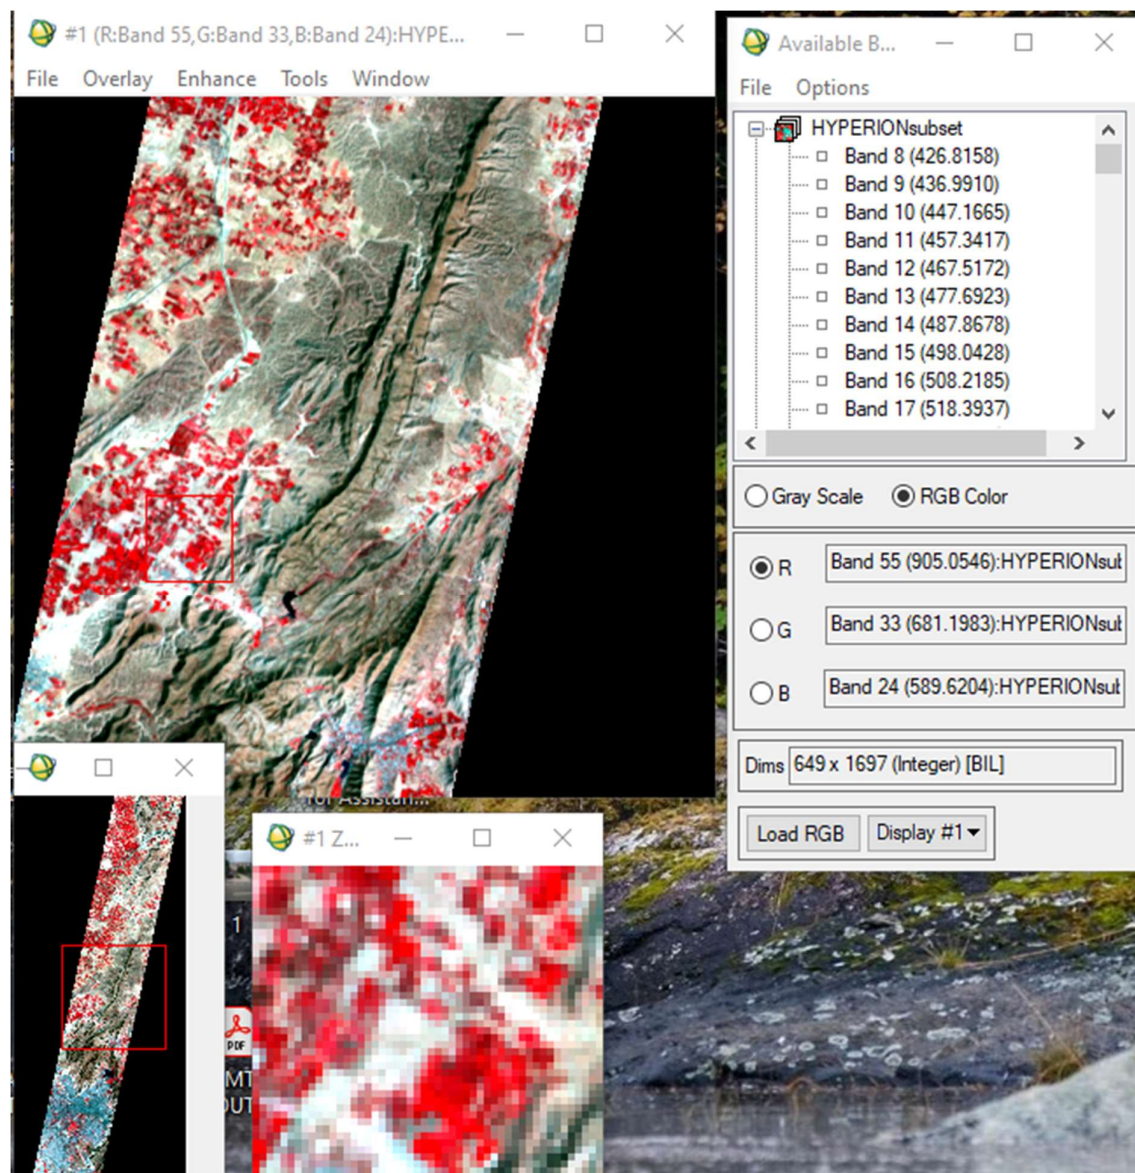 #1 (R:Band 55,G:Band 33,B:Band 24):HYPE...
File Overlay Enhance Tools Window
Available B...
File Options
HYPERIONsubset
Band 8 (426.8158)
Band 9 (436.9910)
Band 10 (447.1665)
Band 11 (457.3417)
Band 12 (467.5172)
Band 13 (477.6923)
Band 14 (487.8678)
Band 15 (498.0428)
Band 16 (508.2185)
Band 17 (518.3937)
Gray Scale RGB Color
R Band 55 (905.0546):HYPERIONsub
G Band 33 (681.1983):HYPERIONsub
B Band 24 (589.6204):HYPERIONsub
Dims 649 x 1697 (Integer) [BIL]
Load RGB Display #1
#1 Z...
1
PDF